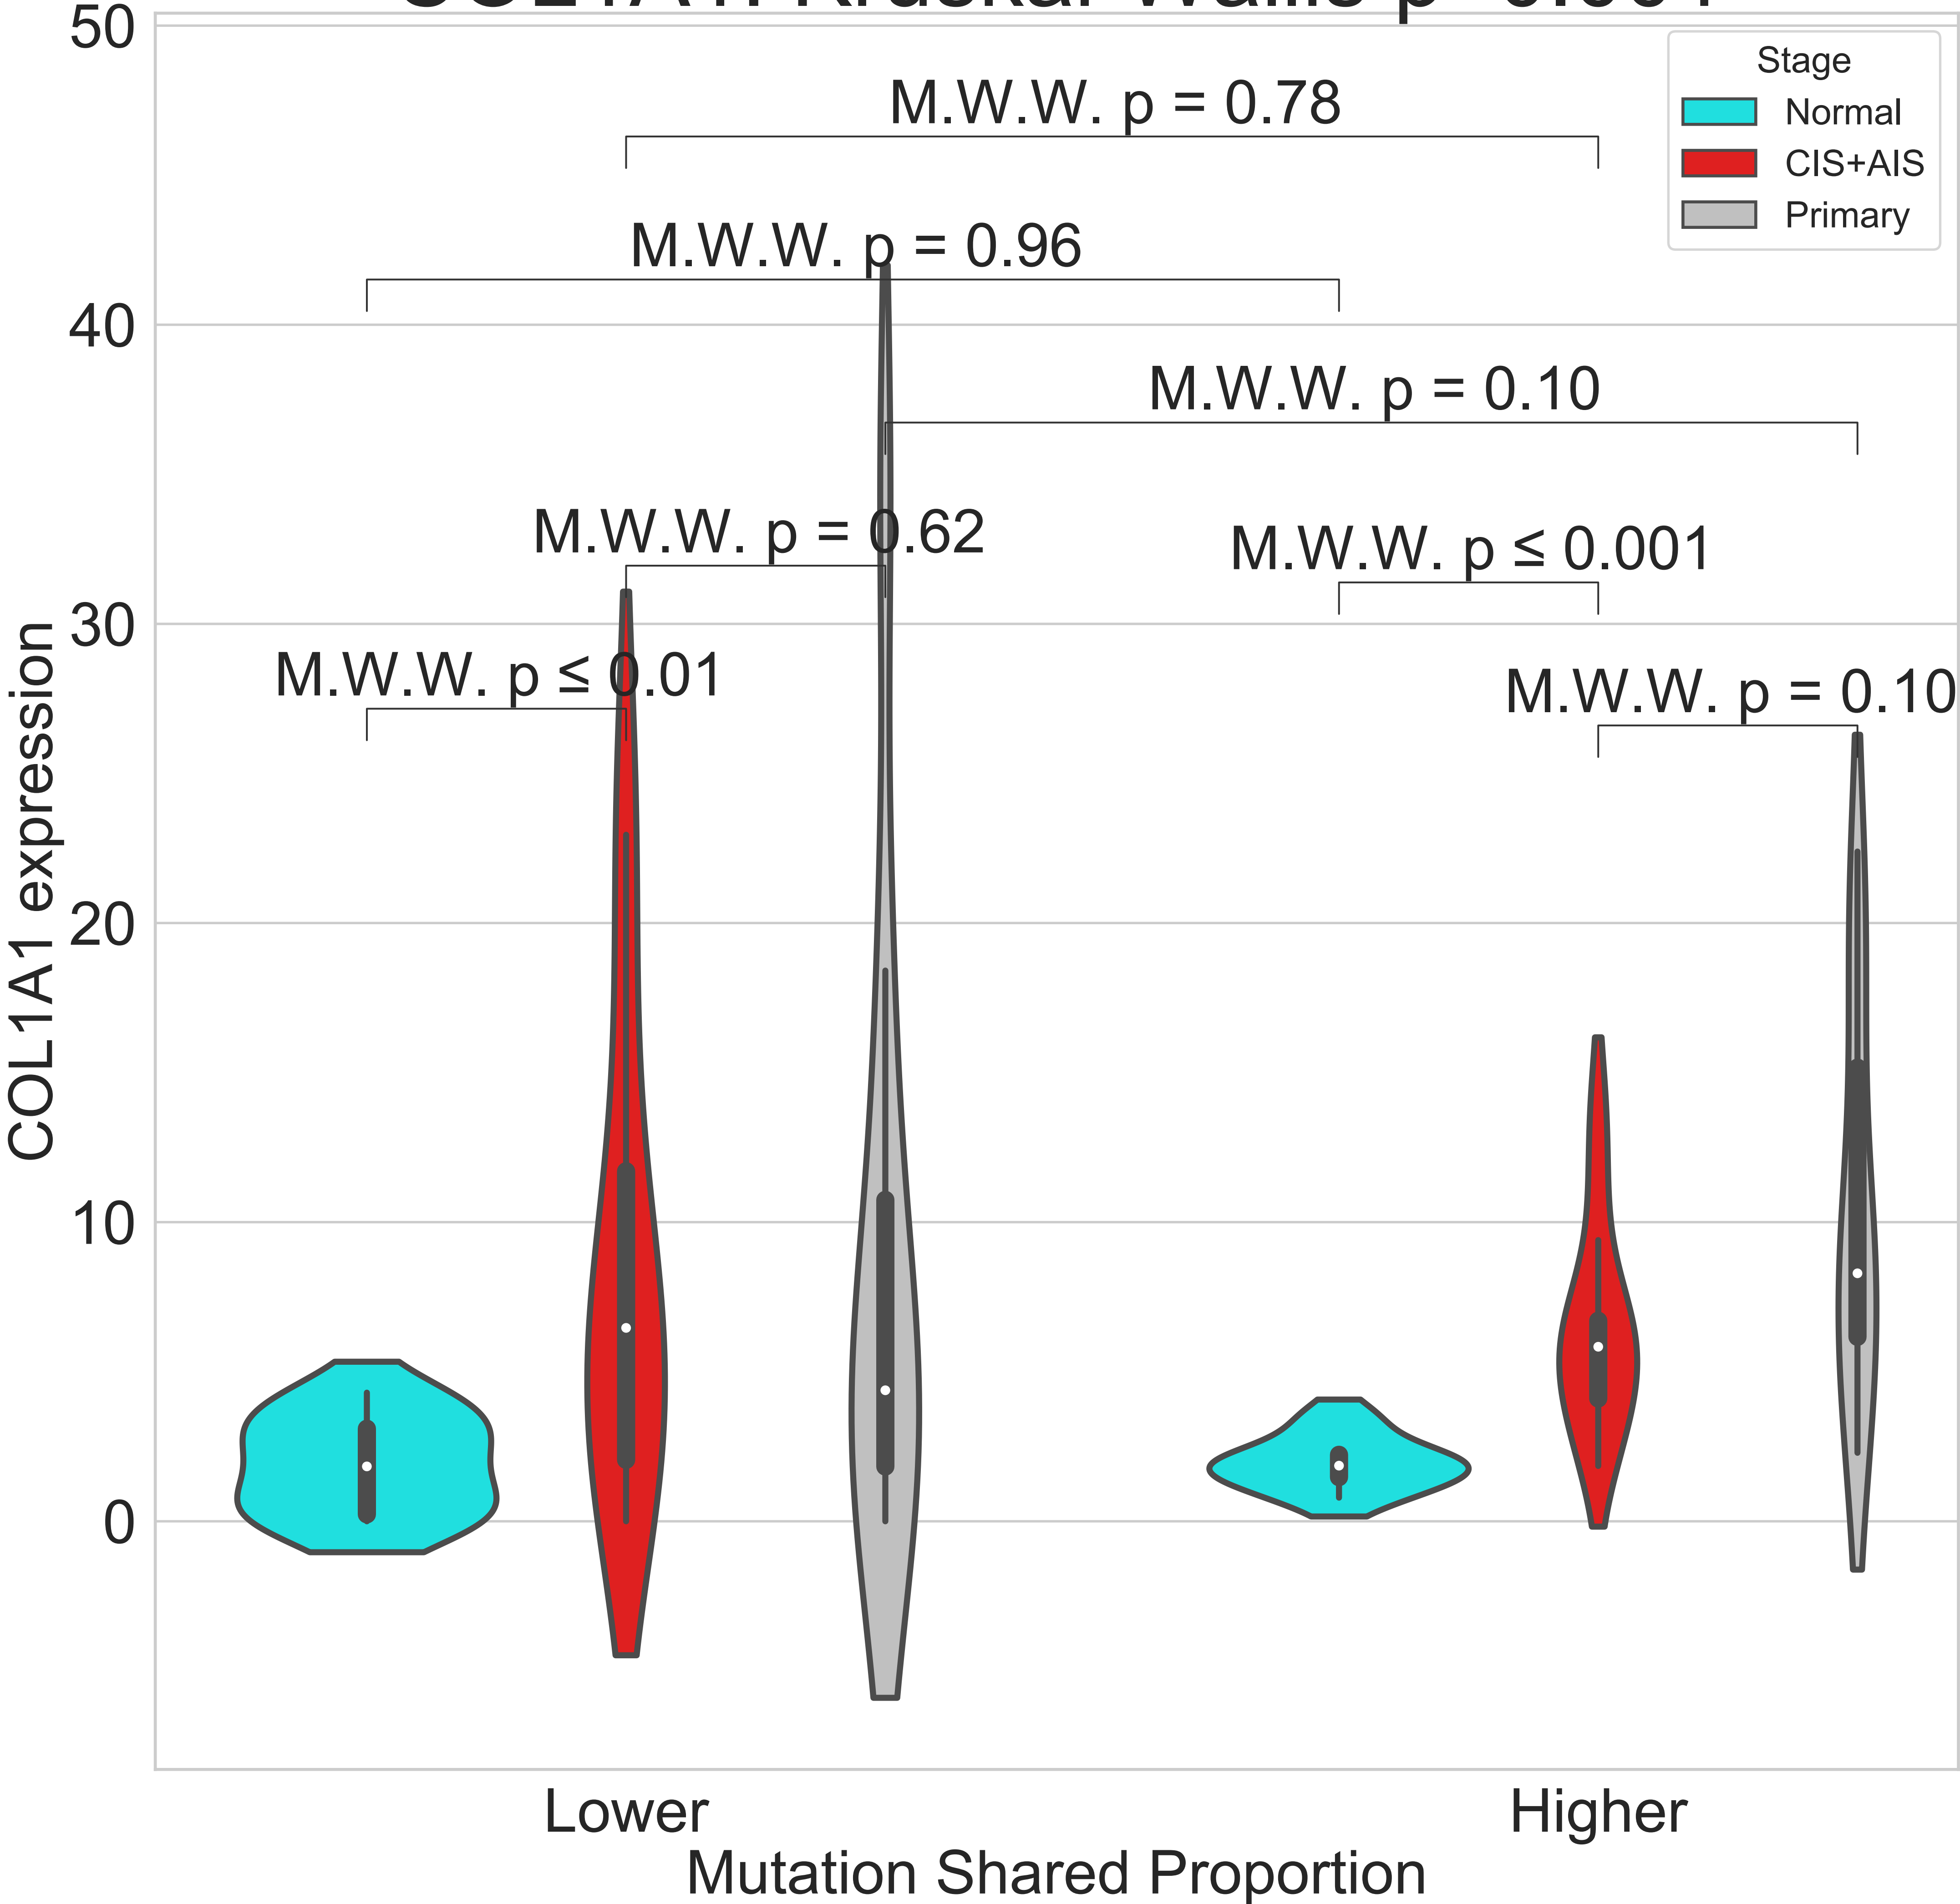 50
Stage
Normal
CIS+AIS
Primary
M.W.W. p = 0.78
M.W.W. p = 0.96
40
M.W.W. p = 0.10
M.W.W. p = 0.62
M.W.W. p ≤ 0.001
30
M.W.W. p ≤ 0.01
M.W.W. p = 0.10
COL1A1 expression
20
10
0
Lower
Higher
Mutation Shared Proportion